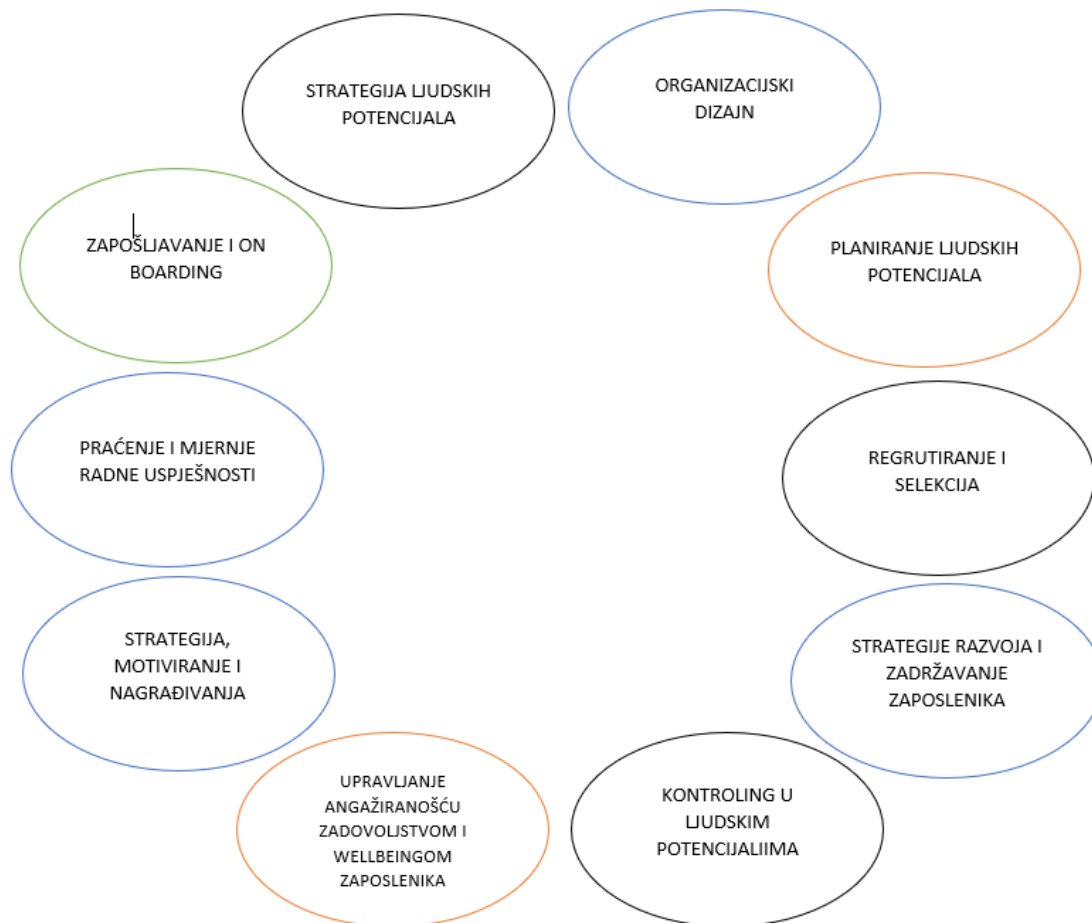 STRATEGIJA LJUDSKIH
POTENCIJALA
ORGANIZACIJSKI
DIZAJN
ZAPOŠLJAVANJE I ON
BOARDING
PLANIRANJE LJUDSKIH
POTENCIJALA
PRAĆENJE I MJERNJE
RADNE USPJEŠNOSTI
REGRUTIRANJE I
SELEKCIJA
STRATEGIJA,
MOTIVIRANJE I
NAGRAĐIVANJA
STRATEGIJE RAZVOJA I
ZADRŽAVANJE
ZAPOSLENIKA
UPRAVLJANJE
ANGAŽIRANOŠĆU
ZADOVOLJSTVOM I
WELLBEINGOM
ZAPOSLENIKA
KONTROLING U
LJUDSKIM
POTENCIJALIIMA